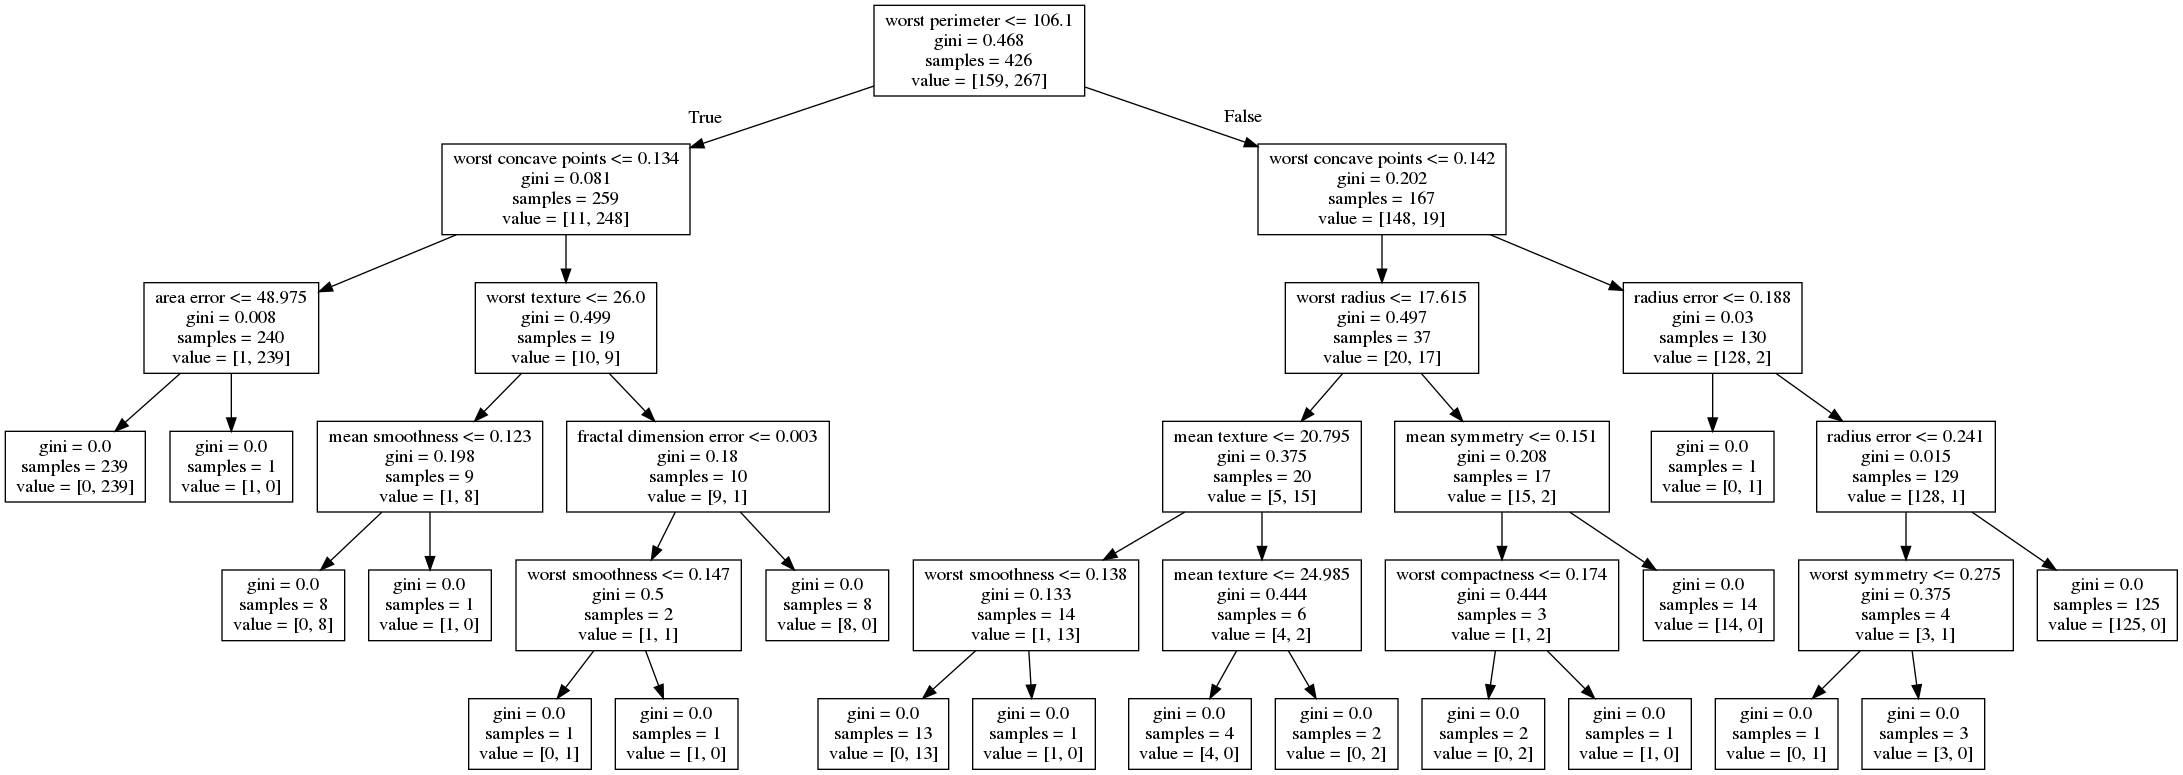 worst perimeter <= 106.1
gini = 0.468
samples = 426
value = [159, 267]
True
False
worst concave points <= 0.134
gini = 0.081
samples = 259
value = [11, 248]
worst concave points <= 0.142
gini = 0.202
samples = 167
value = [148, 19]
area error <= 48.975
gini = 0.008
samples = 240
value = [1, 239]
worst texture <= 26.0
gini = 0.499
samples = 19
value = [10, 9]
worst radius <= 17.615
gini = 0.497
samples = 37
value = [20, 17]
radius error <= 0.188
gini = 0.03
samples = 130
value = [128, 2]
gini = 0.0
samples = 239
value = [0, 239]
gini = 0.0
samples = 1
value = [1, 0]
mean smoothness <= 0.123
gini = 0.198
samples = 9
value = [1, 8]
fractal dimension error <= 0.003
gini = 0.18
samples = 10
value = [9, 1]
mean texture <= 20.795
gini = 0.375
samples = 20
value = [5, 15]
mean symmetry <= 0.151
gini = 0.208
samples = 17
value = [15, 2]
gini = 0.0
samples = 1
value = [0, 1]
radius error <= 0.241
gini = 0.015
samples = 129
value = [128, 1]
gini = 0.0
samples = 8
value = [0, 8]
gini = 0.0
samples = 1
value = [1, 0]
worst smoothness <= 0.147
gini = 0.5
samples = 2
value = [1, 1]
gini = 0.0
samples = 8
value = [8, 0]
worst smoothness <= 0.138
gini = 0.133
samples = 14
value = [1, 13]
mean texture <= 24.985
gini = 0.444
samples = 6
value = [4, 2]
worst compactness <= 0.174
gini = 0.444
samples = 3
value = [1, 2]
gini = 0.0
samples = 14
value = [14, 0]
worst symmetry <= 0.275
gini = 0.375
samples = 4
value = [3, 1]
gini = 0.0
samples = 125
value = [125, 0]
gini = 0.0
samples = 1
value = [0, 1]
gini = 0.0
samples = 1
value = [1, 0]
gini = 0.0
samples = 13
value = [0, 13]
gini = 0.0
samples = 1
value = [1, 0]
gini = 0.0
samples = 4
value = [4, 0]
gini = 0.0
samples = 2
value = [0, 2]
gini = 0.0
samples = 2
value = [0, 2]
gini = 0.0
samples = 1
value = [1, 0]
gini = 0.0
samples = 1
value = [0, 1]
gini = 0.0
samples = 3
value = [3, 0]